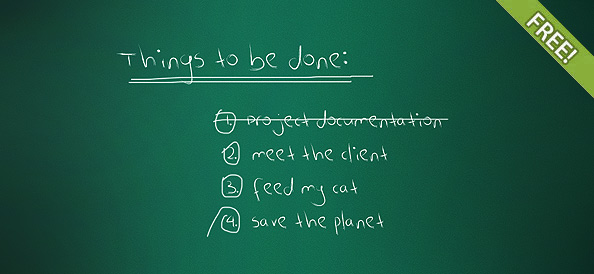 Things to be done:
1. project documentation
2. meet the client
3. feed my cat
4. save the planet
FREE!